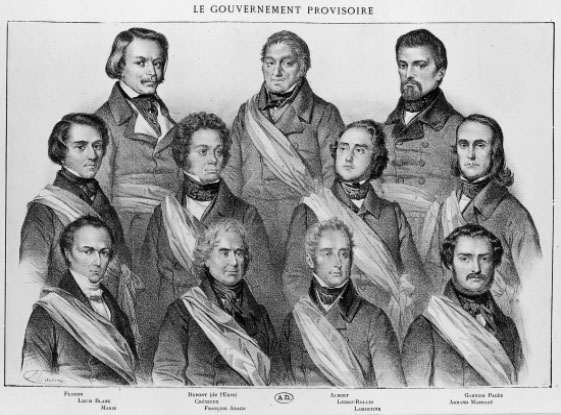 LE GOUVERNEMENT PROVISOIRE
FLOCON DUPONT (de l'Eure) ALBERT GARNIER PAGÈS
LOUIS BLANC CRÉMIEUX A.D. LEDRU-ROLLIN ARMAND MARRAST
MARIE FRANÇOIS ARAGO LAMARTINE